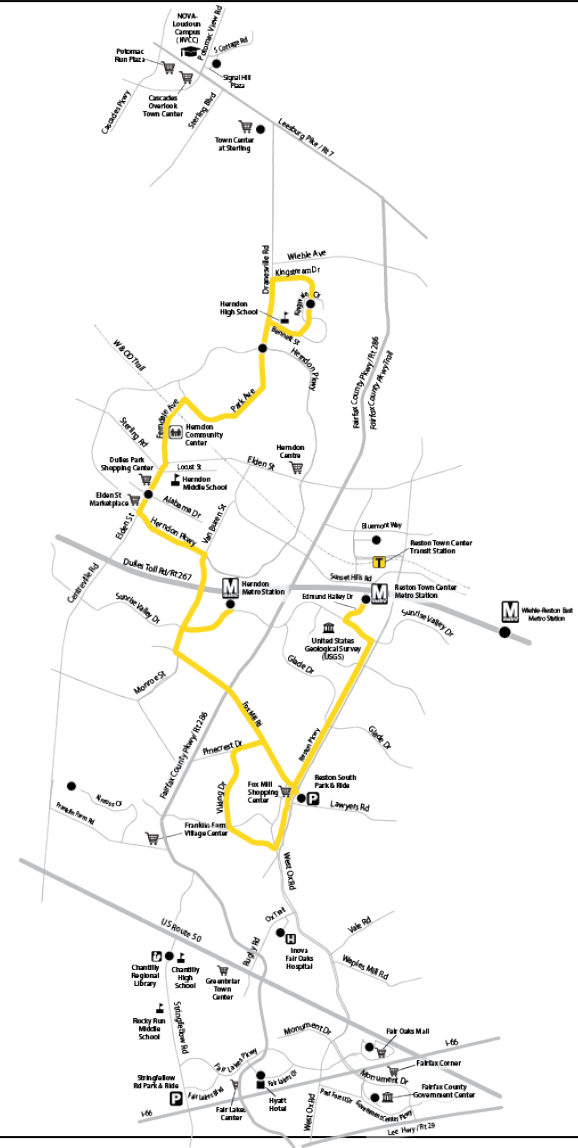 NOVA-
Loudoun
Campus
(NVCC)
Potomac View Rd
S Cottage Rd
Potomac
Run Plaza
Signal Hill
Plaza
Cascades
Overlook
Town Center
Cascades Pkwy
Sterling Blvd
Town Center
at Sterling
Leesburg Pike / Rt 7
Dranesville Rd
Wiehle Ave
Kingstream Dr
Herndon
High School
Bennett St
W&OD Trail
Herndon Pkwy
Fairfax County Pkwy / Rt 286
Fairfax County Pkwy Trail
Park Ave
Ferndale Ave
Sterling Rd
Herndon
Community
Center
Dulles Park
Shopping Center
Locust St
Elden St
Herndon
Centre
Herndon
Middle School
Elden St
Marketplace
Alabama Dr
Elden St
Herndon Pkwy
Van Buren St
Bluemont Way
Reston Town Center
Transit Station
T
Centreville Rd
Dulles Toll Rd/Rt 267
Sunset Hills Rd
M
Herndon
Metro Station
Edmund Halley Dr
M
Reston Town Center
Metro Station
Sunrise Valley Dr
Sunrise Valley Dr
M
Wiehle-Reston East
Metro Station
United States
Geological Survey
(USGS)
Glade Dr
Monroe St
Fox Mill Rd
Fairfax County Pkwy/ Rt 286
Reston Pkwy
Glade Dr
Pinecrest Dr
Viking Dr
Fox Mill
Shopping
Center
Reston South
Park & Ride
P
Lawyers Rd
Franklin Farm Rd
Franklin Farm
Village Center
West Ox Rd
US Route 50
Ox Trail
Rugby Rd
H
Inova
Fair Oaks
Hospital
Vale Rd
Waples Mill Rd
Chantilly
Regional
Library
Chantilly
High
School
Greenbriar
Town
Center
Rocky Run
Middle
School
Stringfellow Rd
Monument Dr
Fair Oaks Mall
I-66
Fair Lakes Pkwy
Fairfax Corner
Monument Dr
Stringfellow
Rd Park & Ride
P
Fair Lakes Blvd
Fair Lakes Cir
Fair Lakes
Center
Hyatt
Hotel
Post Forest Dr
Fairfax County
Government Center
Government Center Pkwy
I-66
West Ox Rd
Lee Hwy / Rt 29